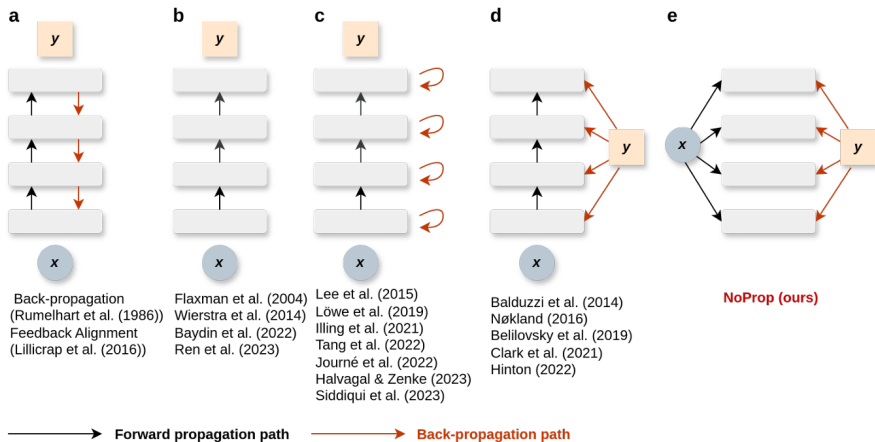 a
y
x
Back-propagation
(Rumelhart et al. (1986))
Feedback Alignment
(Lillicrap et al. (2016))
b
y
x
Flaxman et al. (2004)
Wierstra et al. (2014)
Baydin et al. (2022)
Ren et al. (2023)
c
y
x
Lee et al. (2015)
Löwe et al. (2019)
Illing et al. (2021)
Tang et al. (2022)
Journé et al. (2022)
Halvagal & Zenke (2023)
Siddiqui et al. (2023)
d
y
x
Balduzzi et al. (2014)
Nøkland (2016)
Belilovsky et al. (2019)
Clark et al. (2021)
Hinton (2022)
e
x
y
NoProp (ours)
Forward propagation path
Back-propagation path